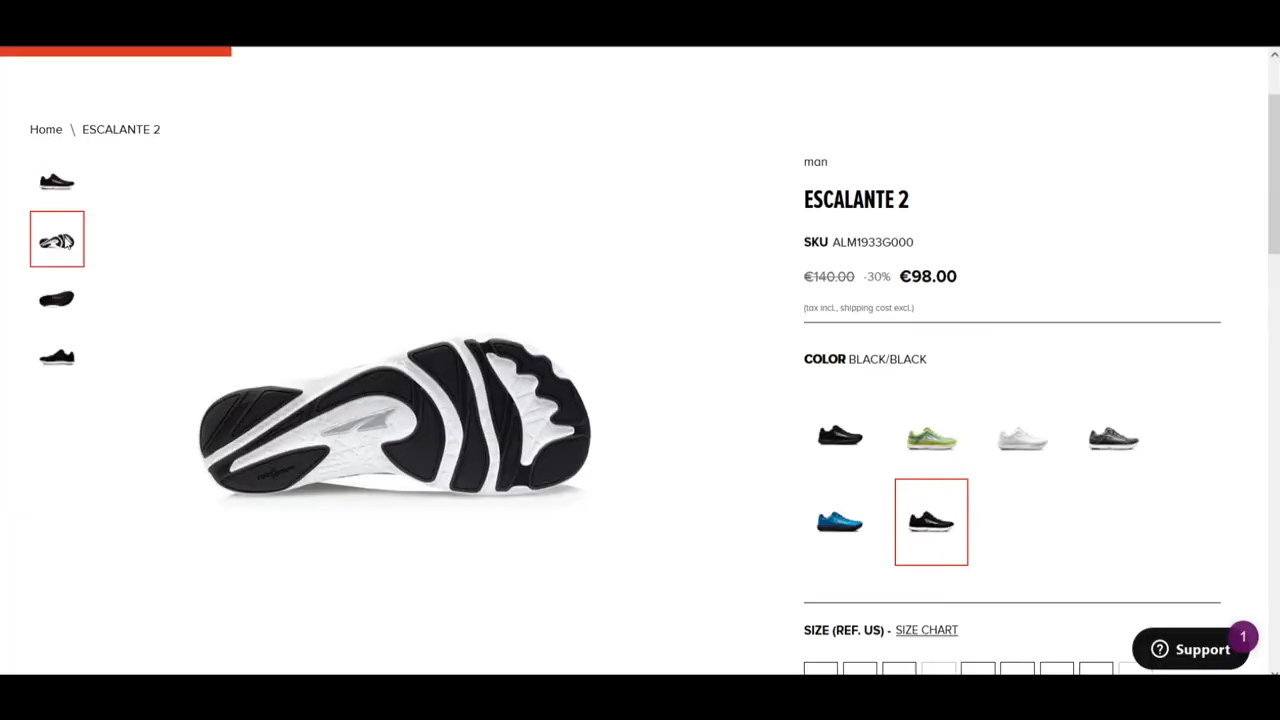 Home \ ESCALANTE 2
man
ESCALANTE 2
SKU ALM1933G000
€140.00 -30% €98.00
(tax incl., shipping cost excl.)
COLOR BLACK/BLACK
SIZE (REF. US) - SIZE CHART
1
Support